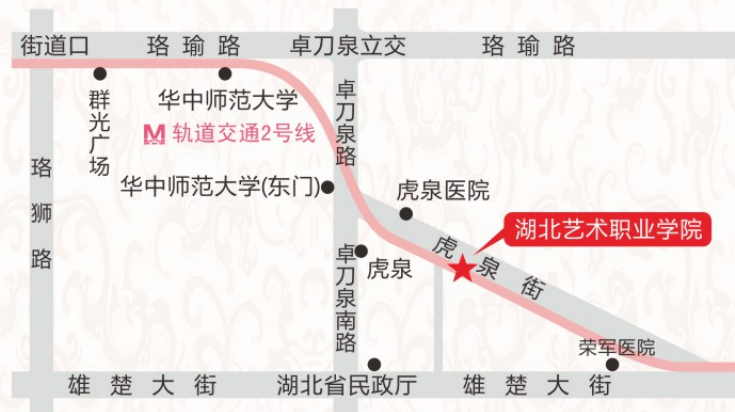 街道口
珞瑜路
卓刀泉立交
珞瑜路
群光广场
华中师范大学
轨道交通2号线
卓刀泉路
珞狮路
华中师范大学(东门)
虎泉医院
湖北艺术职业学院
虎泉街
卓刀泉南路
虎泉
荣军医院
雄楚大街
湖北省民政厅
雄楚大街